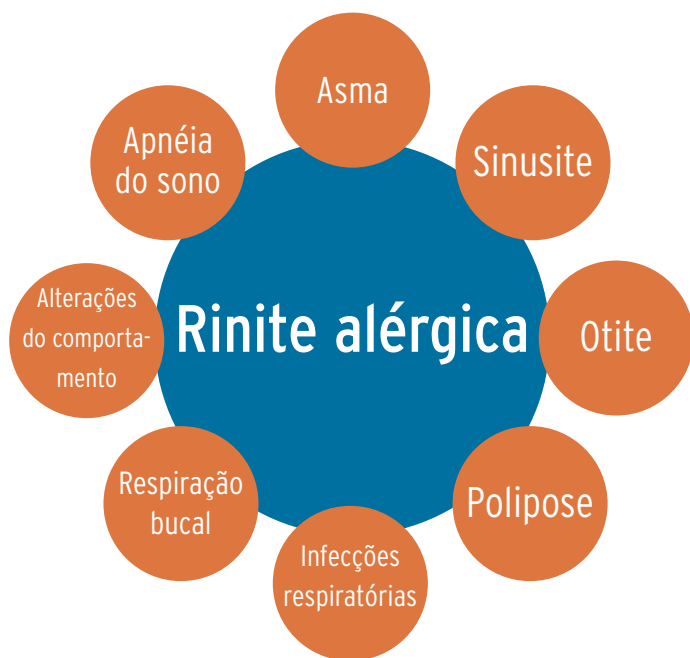 Asma
Sinusite
Otite
Polipose
Infecções
respiratórias
Respiração
bucal
Alterações
do comporta-
mento
Apnéia
do sono
Rinite alérgica